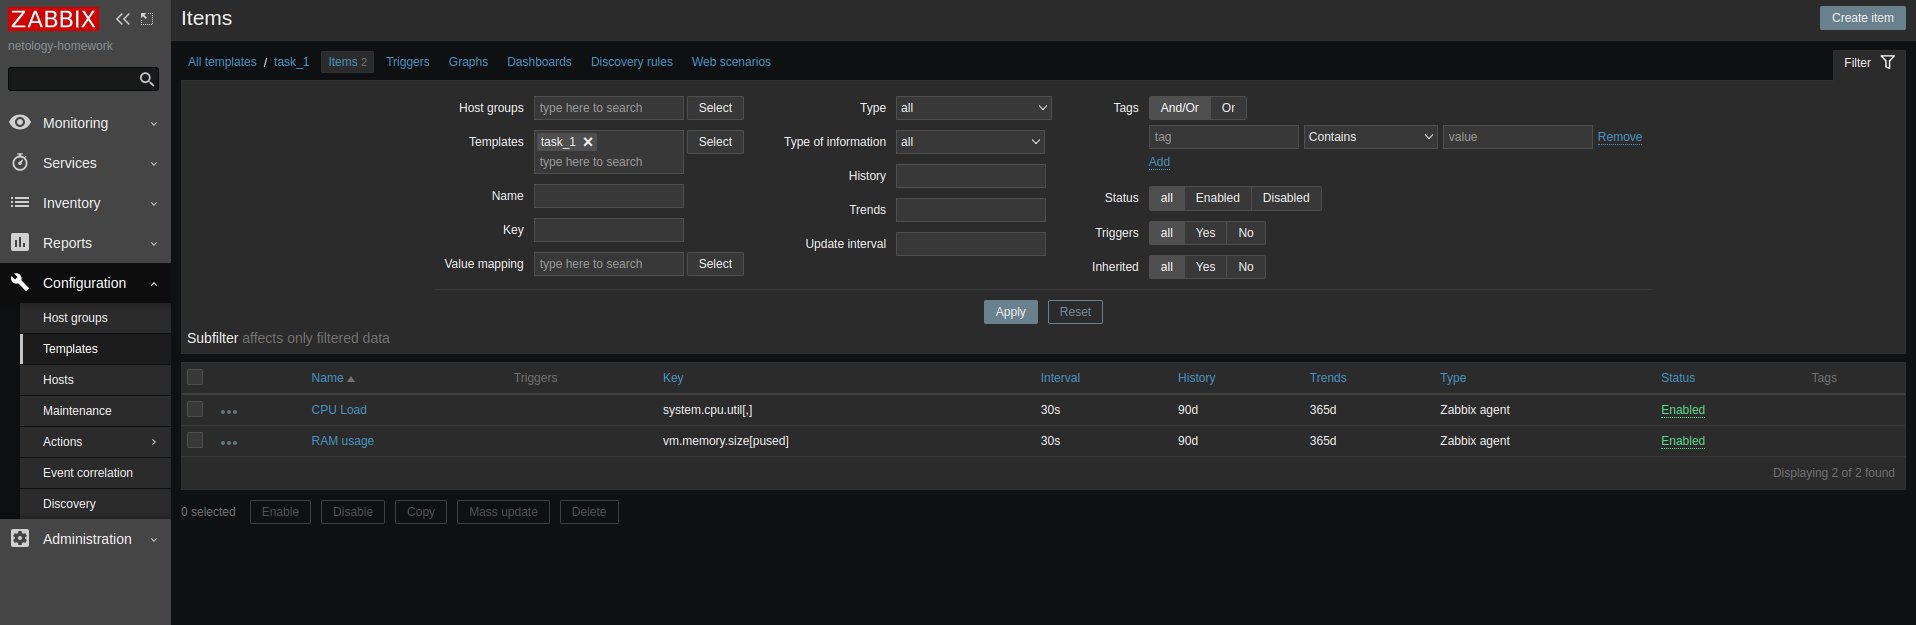 ZABBIX
netology-homework
Monitoring
Services
Inventory
Reports
Configuration
Host groups
Templates
Hosts
Maintenance
Actions
Event correlation
Discovery
Administration
Items
Create item
All templates / task_1 Items 2 Triggers Graphs Dashboards Discovery rules Web scenarios
Filter
Host groups type here to search Select
Templates task_1 Select
type here to search
Name
Key
Value mapping type here to search Select
Type all
Type of information all
History
Trends
Update interval
Tags And/Or Or
tag Contains value Remove
Add
Status all Enabled Disabled
Triggers all Yes No
Inherited all Yes No
Apply Reset
Subfilter affects only filtered data
Name Triggers Key Interval History Trends Type Status Tags
CPU Load system.cpu.util[,] 30s 90d 365d Zabbix agent Enabled
RAM usage vm.memory.size[pused] 30s 90d 365d Zabbix agent Enabled
Displaying 2 of 2 found
0 selected Enable Disable Copy Mass update Delete